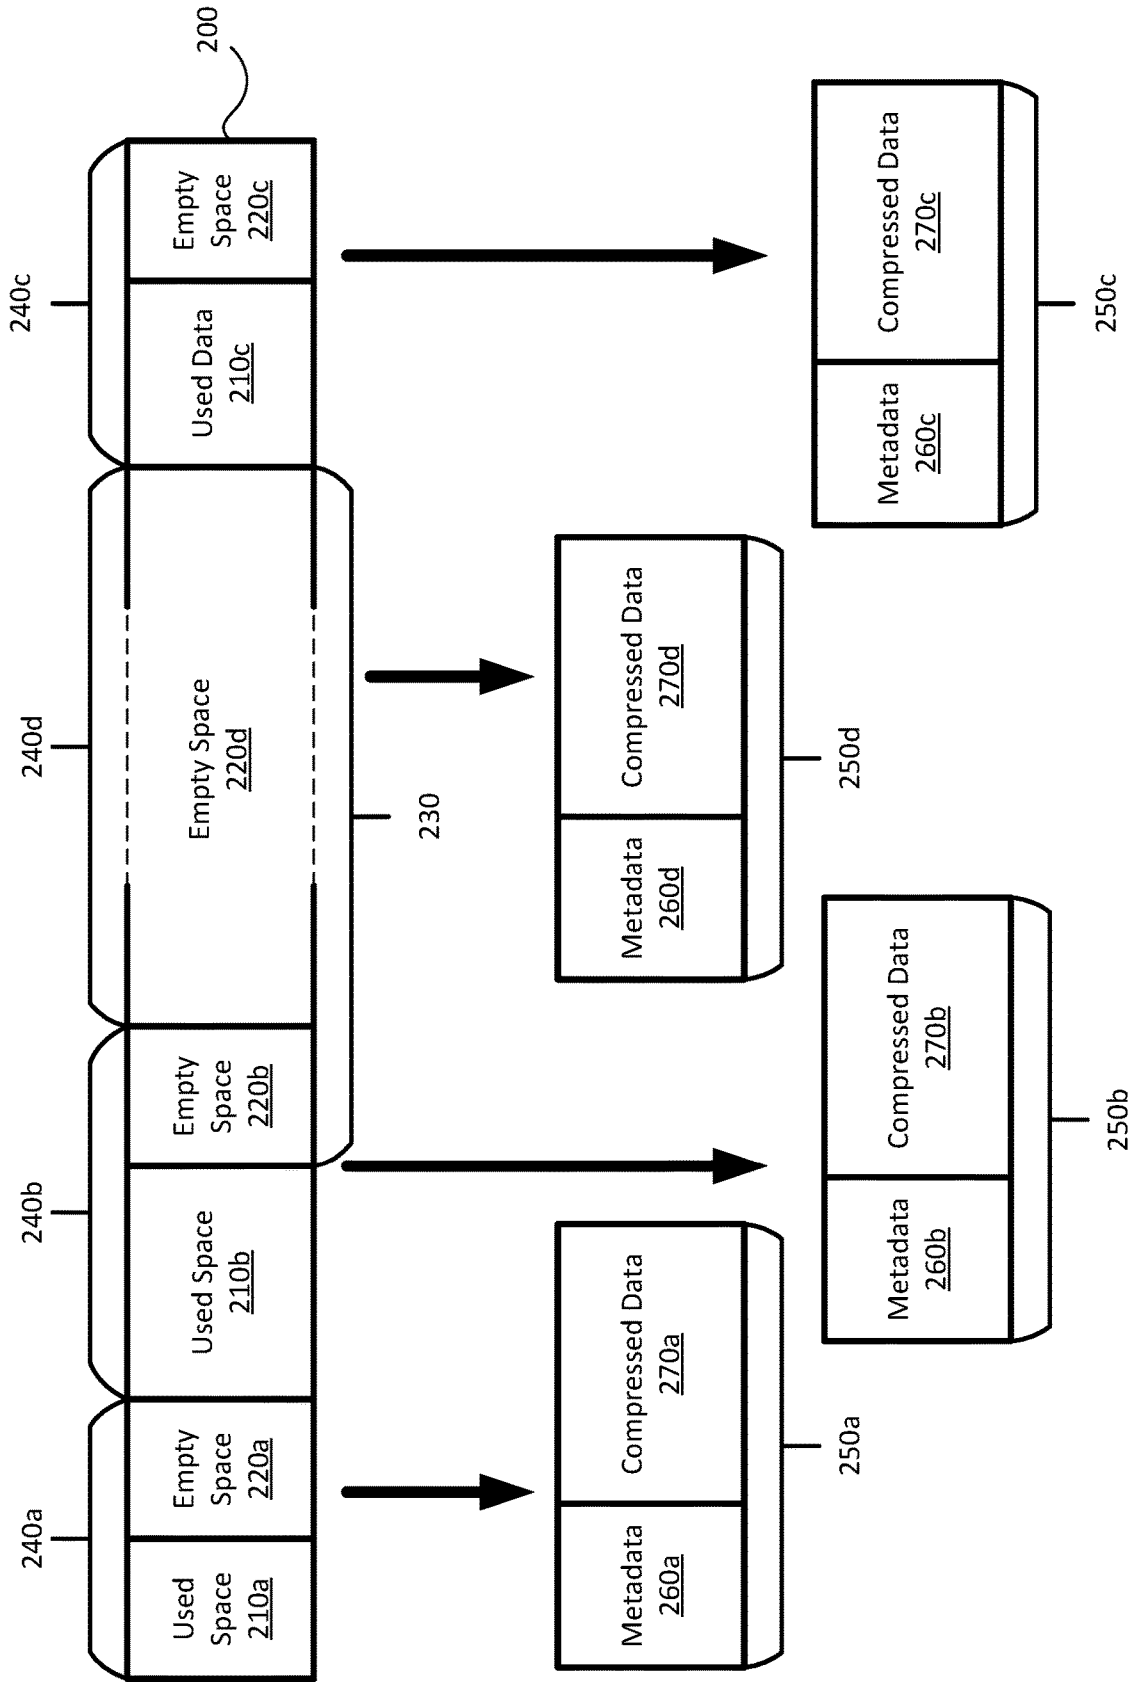 240a
240b
240d
240c
200
Used
Space
210a
Empty
Space
220a
Used Space
210b
Empty
Space
220b
Empty Space
220d
Used Data
210c
Empty
Space
220c
230
Metadata
260a
Compressed Data
270a
250a
Metadata
260d
Compressed Data
270d
250d
Metadata
260b
Compressed Data
270b
250b
Metadata
260c
Compressed Data
270c
250c